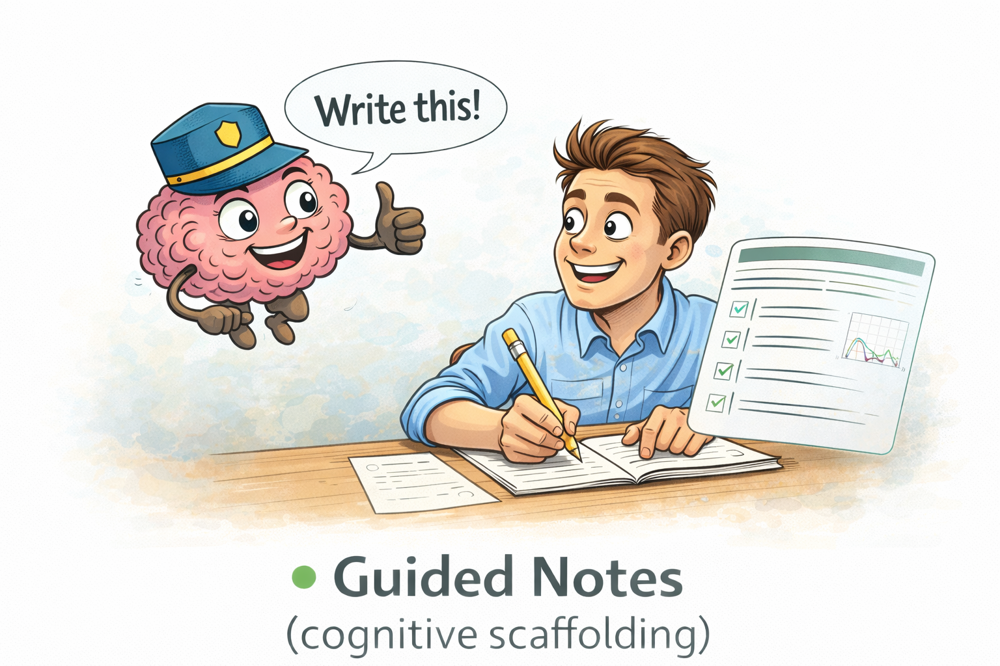 Write this!
• Guided Notes
(cognitive scaffolding)